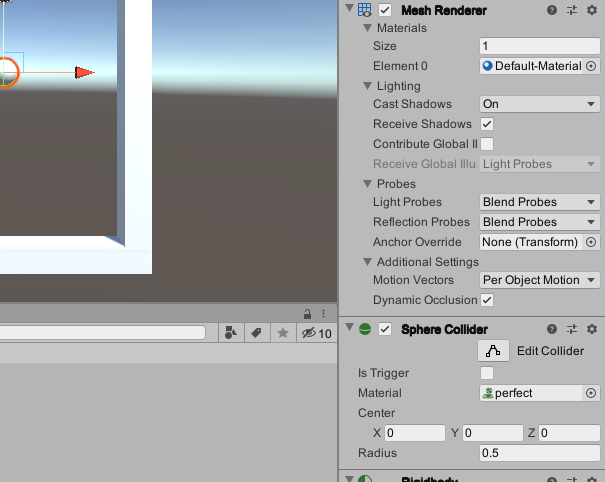 Mesh Renderer
Materials
Size 1
Element 0 Default-Material
Lighting
Cast Shadows On
Receive Shadows
Contribute Global Il
Receive Global Illu Light Probes
Probes
Light Probes Blend Probes
Reflection Probes Blend Probes
Anchor Override None (Transform)
Additional Settings
Motion Vectors Per Object Motion
Dynamic Occlusion
10
Sphere Collider
Edit Collider
Is Trigger
Material perfect
Center
X 0 Y 0 Z 0
Radius 0.5
Rigidbody